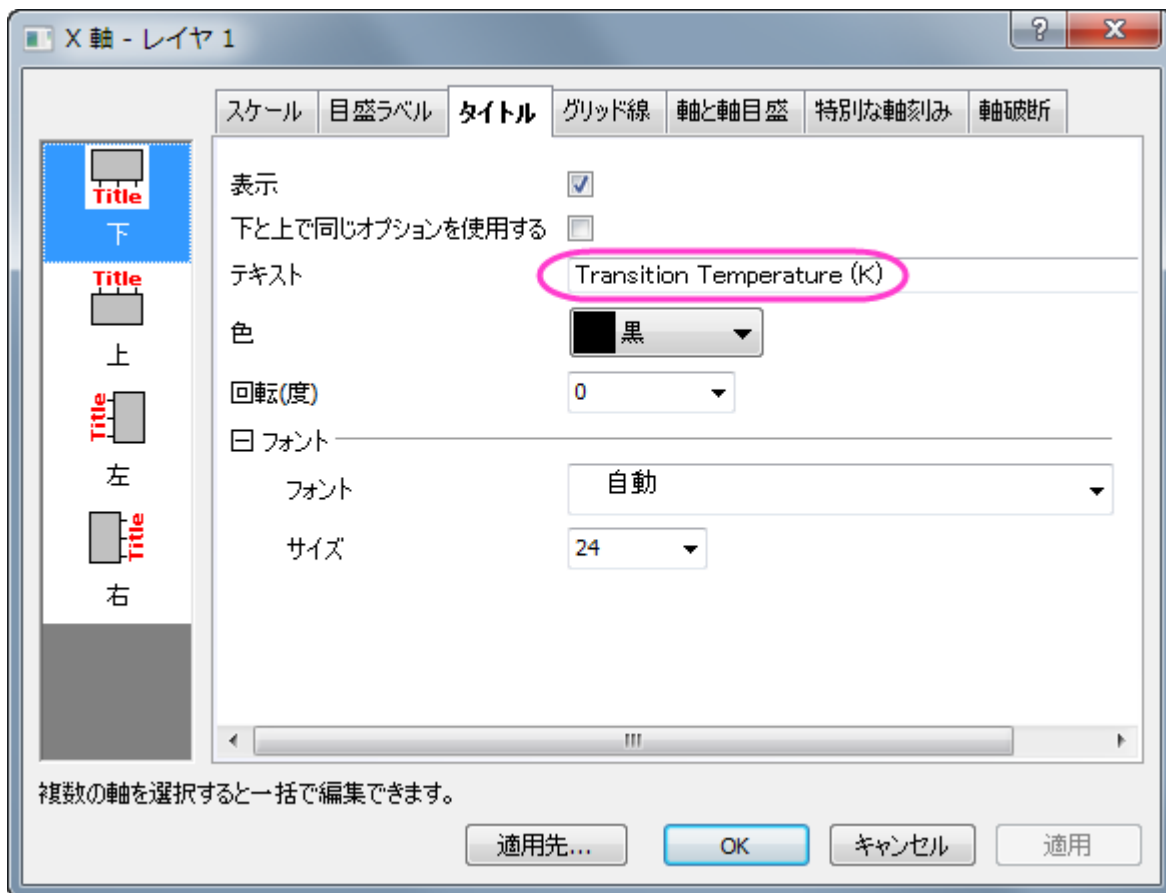 X 軸 - レイヤ 1
スケール 目盛ラベル タイトル グリッド線 軸と軸目盛 特別な軸刻み 軸破断
Title
下
Title
上
Title
左
Title
右
表示
下と上で同じオプションを使用する
テキスト Transition Temperature (K)
色 黒
回転(度) 0
フォント
フォント 自動
サイズ 24
複数の軸を選択すると一括で編集できます。
適用先... OK キャンセル 適用